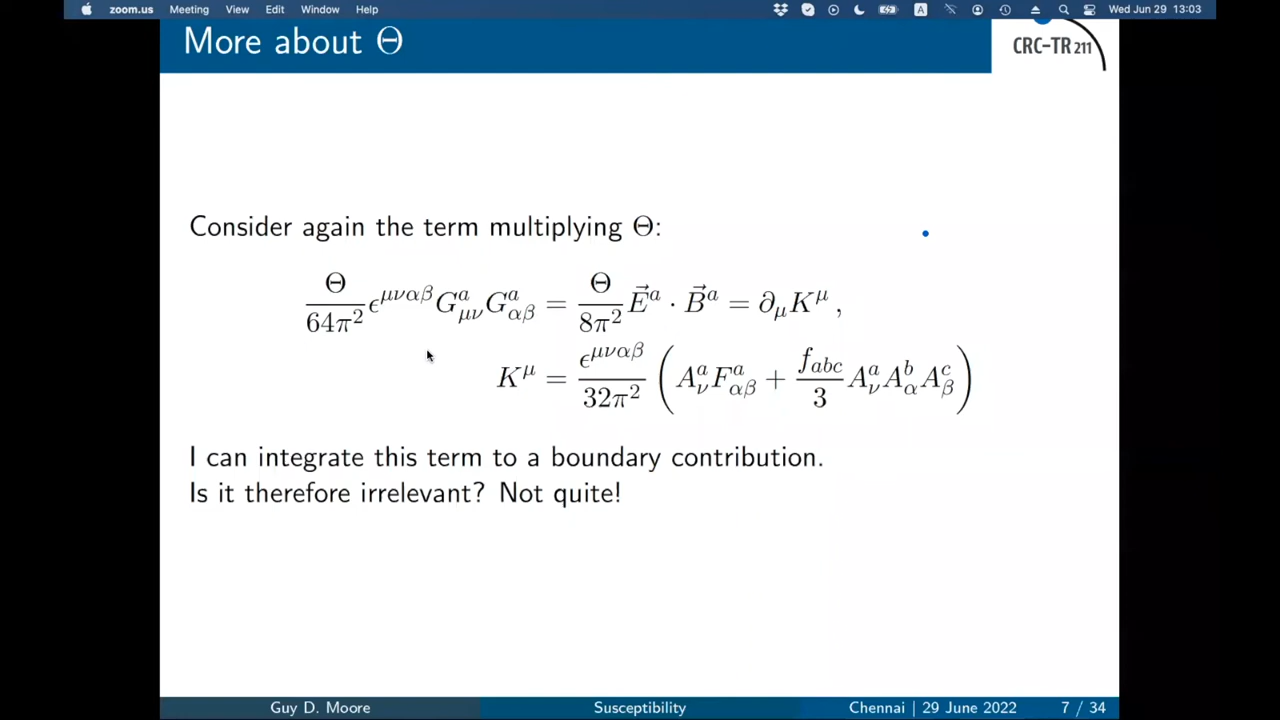 zoom.us Meeting View Edit Window Help A Wed Jun 29 13:03
More about Θ
CRC-TR 211
Consider again the term multiplying Θ:
Θ/64π² ϵ^{μναβ} G^a_{μν} G^a_{αβ} = Θ/8π² E⃗^a · B⃗^a = ∂_μ K^μ ,
K^μ = ϵ^{μναβ}/32π² ( A^a_ν F^a_{αβ} + f_{abc}/3 A^a_ν A^b_α A^c_β )
I can integrate this term to a boundary contribution.
Is it therefore irrelevant? Not quite!
Guy D. Moore Susceptibility Chennai | 29 June 2022 7 / 34